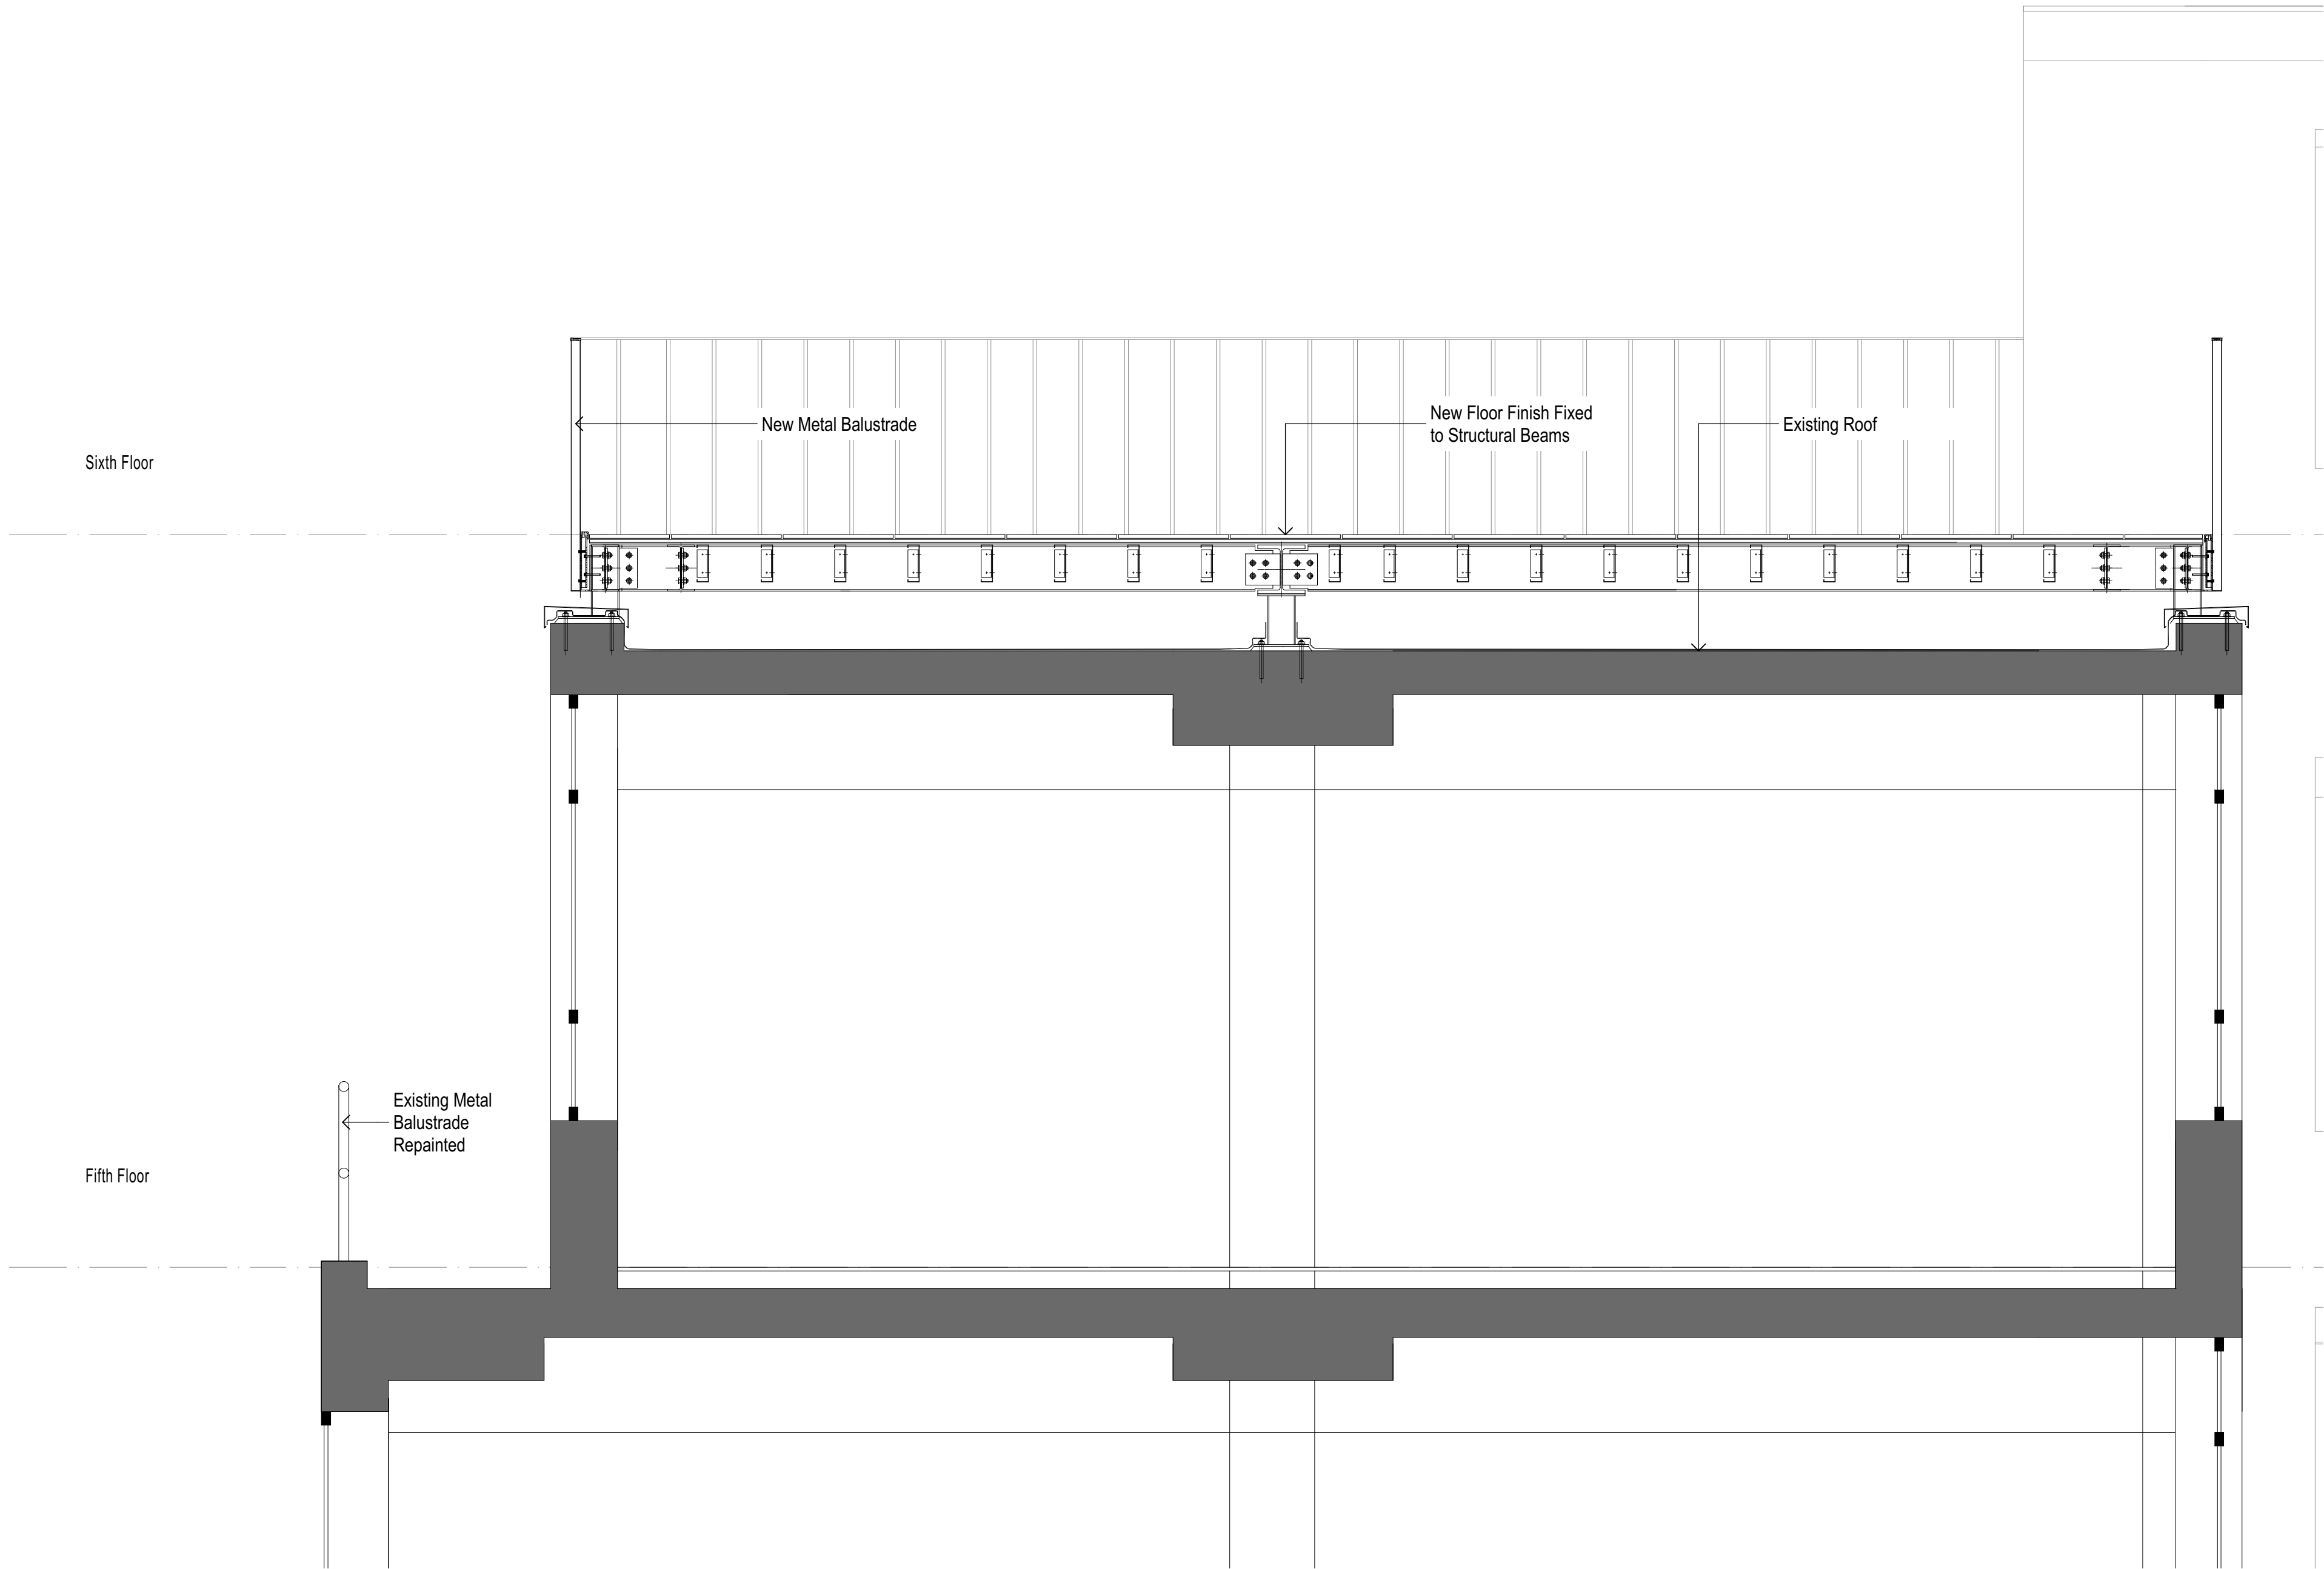 New Floor Finish Fixed
to Structural Beams
New Metal Balustrade
Existing Roof
Sixth Floor
Existing Metal
Balustrade
Repainted
Fifth Floor